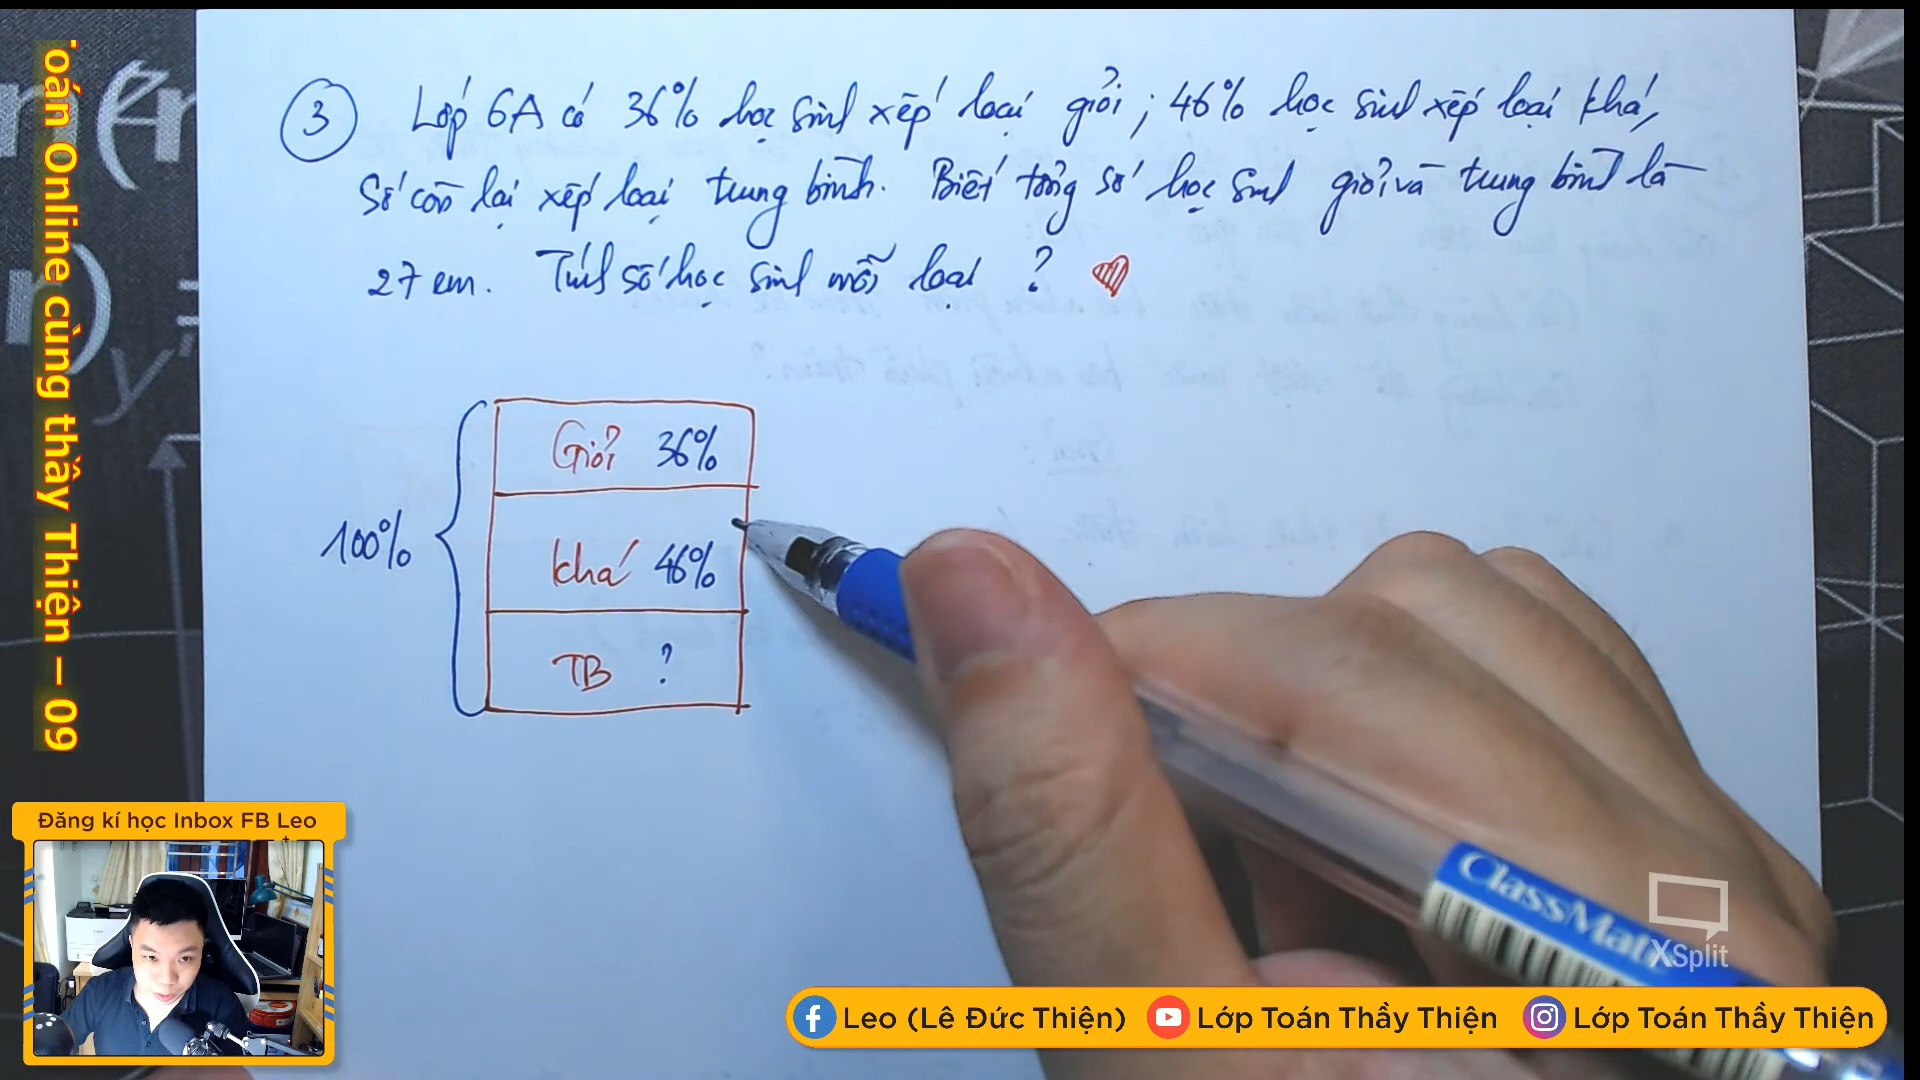 oán Online cùng thầy Thiện – 09
3 Lớp 6A có 36% học sinh xếp loại giỏi ; 46% học sinh xếp loại khá,
Số còn lại xếp loại trung bình. Biết tổng số học sinh giỏi và trung bình là
27 em. Tính số học sinh mỗi loại ?
Giỏi 36%
100%
khá 46%
TB ?
Đăng kí học Inbox FB Leo
ClassMat
XSplit
Leo (Lê Đức Thiện) Lớp Toán Thầy Thiện Lớp Toán Thầy Thiện